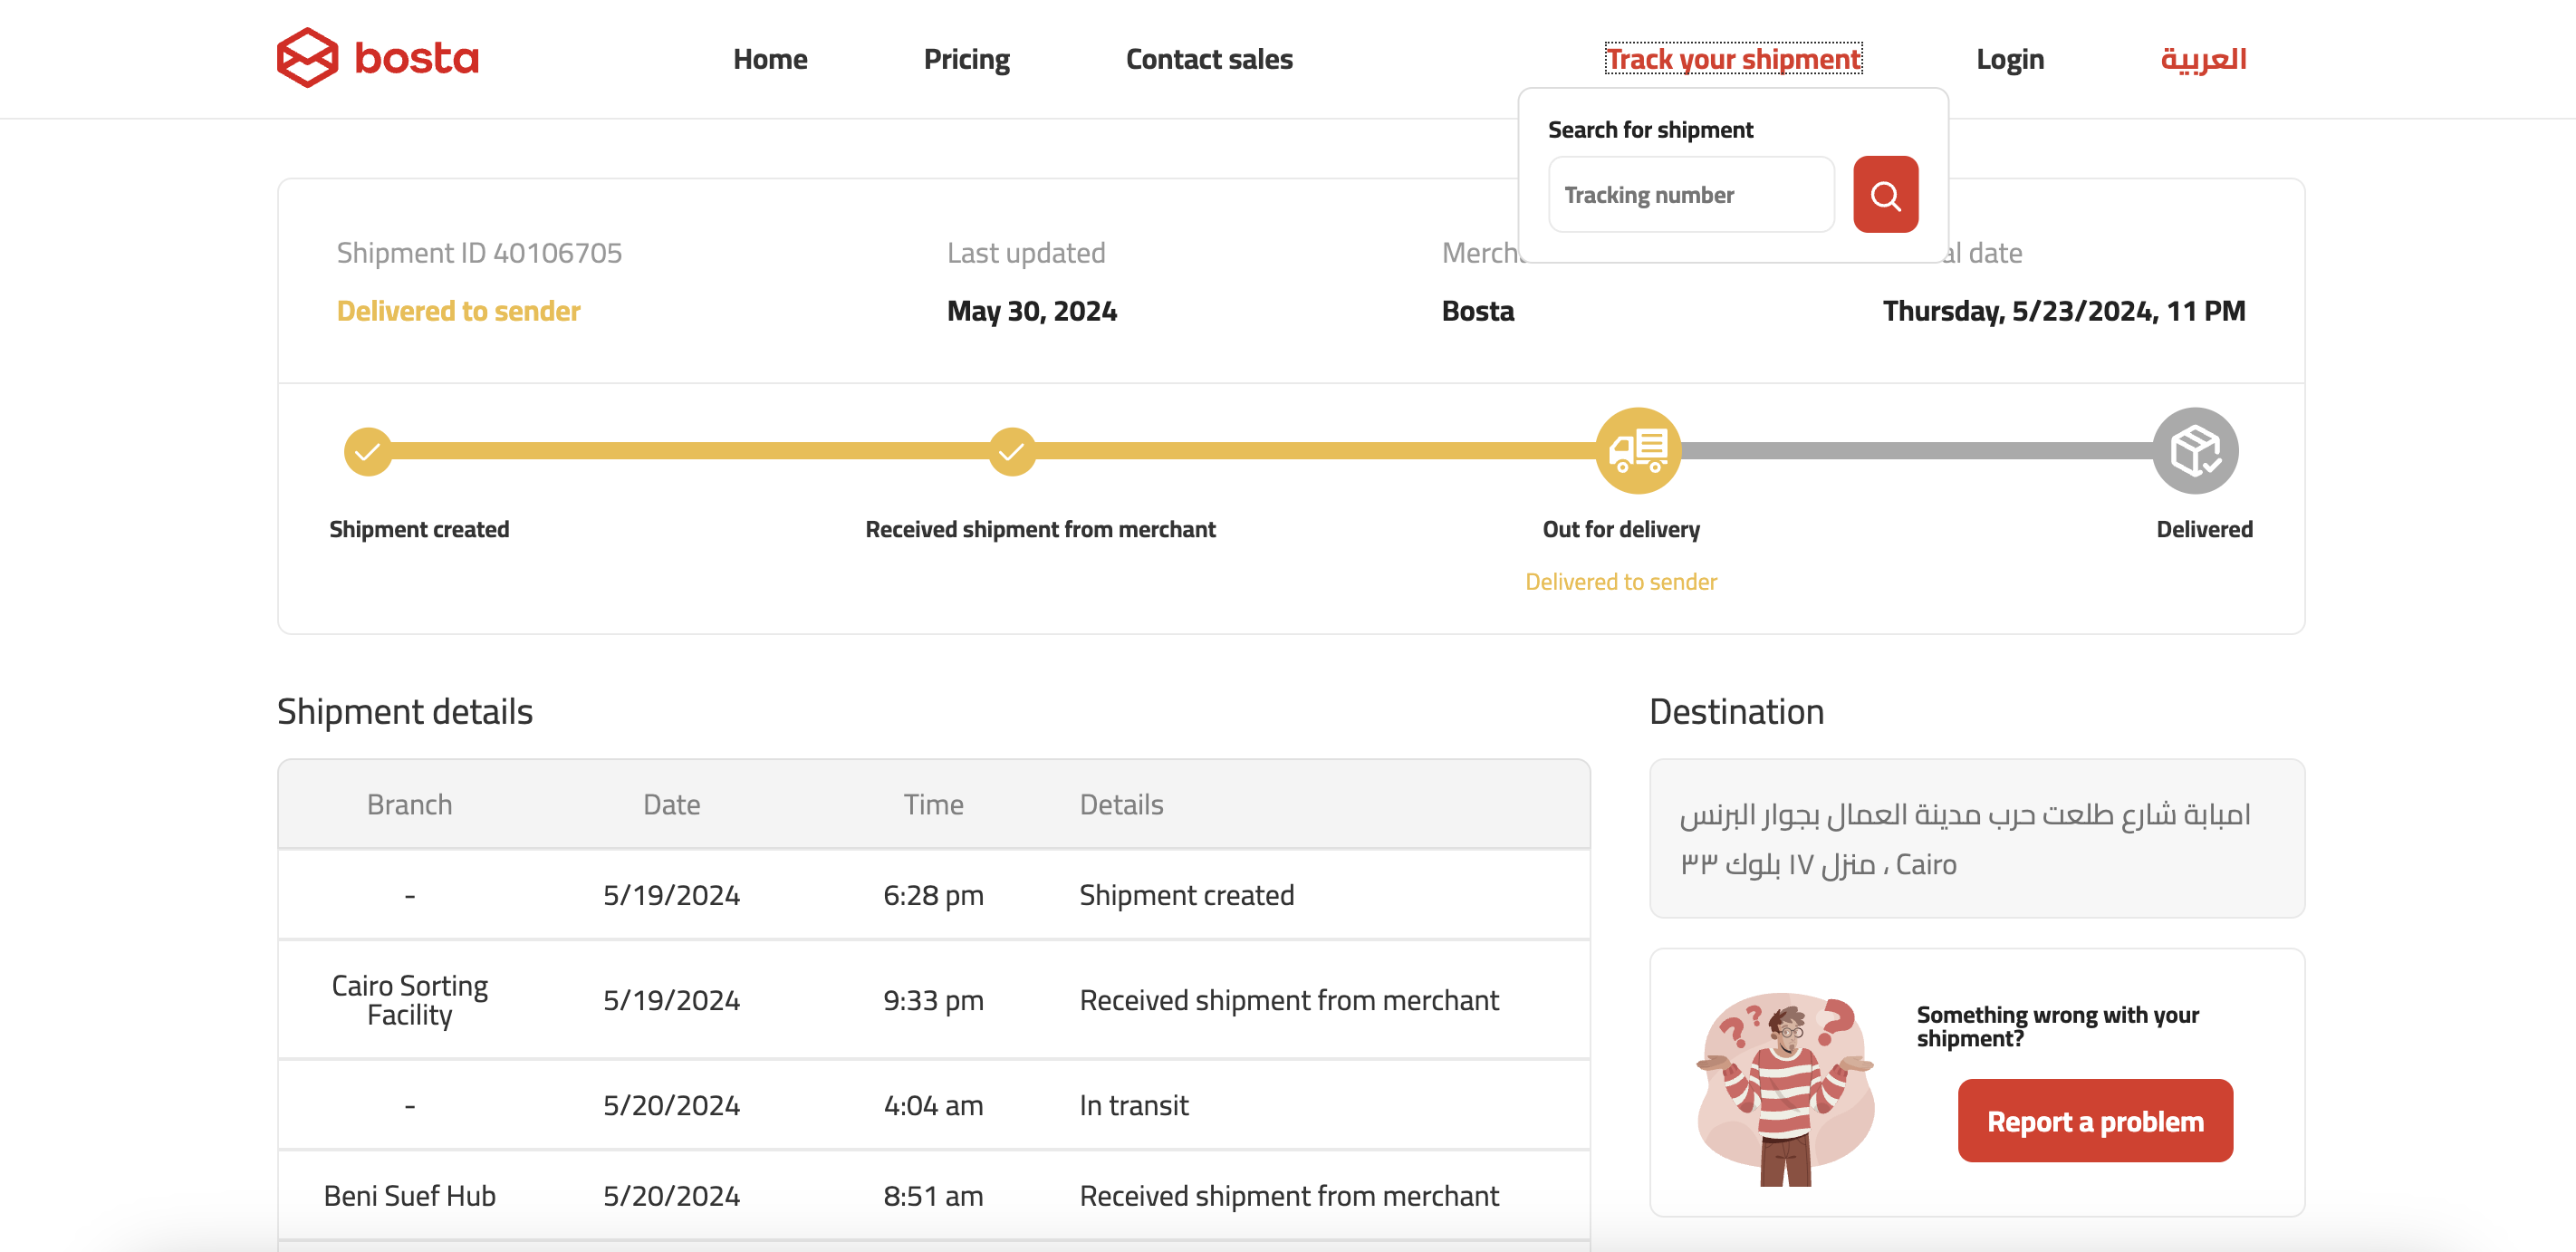 bosta
Home
Pricing
Contact sales
Track your shipment
Login
العربية
Search for shipment
Tracking number
Shipment ID 40106705
Last updated
date
Delivered to sender
May 30, 2024
Bosta
Thursday, 5/23/2024, 11 PM
Shipment created
Received shipment from merchant
Out for delivery
Delivered
Delivered to sender
Shipment details
Branch Date Time Details
- 5/19/2024 6:28 pm Shipment created
Cairo Sorting
Facility
5/19/2024 9:33 pm Received shipment from merchant
- 5/20/2024 4:04 am In transit
Beni Suef Hub 5/20/2024 8:51 am Received shipment from merchant
Destination
امبابة شارع طلعت حرب مدينة العمال بجوار البرنس
منزل ١٧ بلوك ٣٣ ، Cairo
Something wrong with your
shipment?
Report a problem